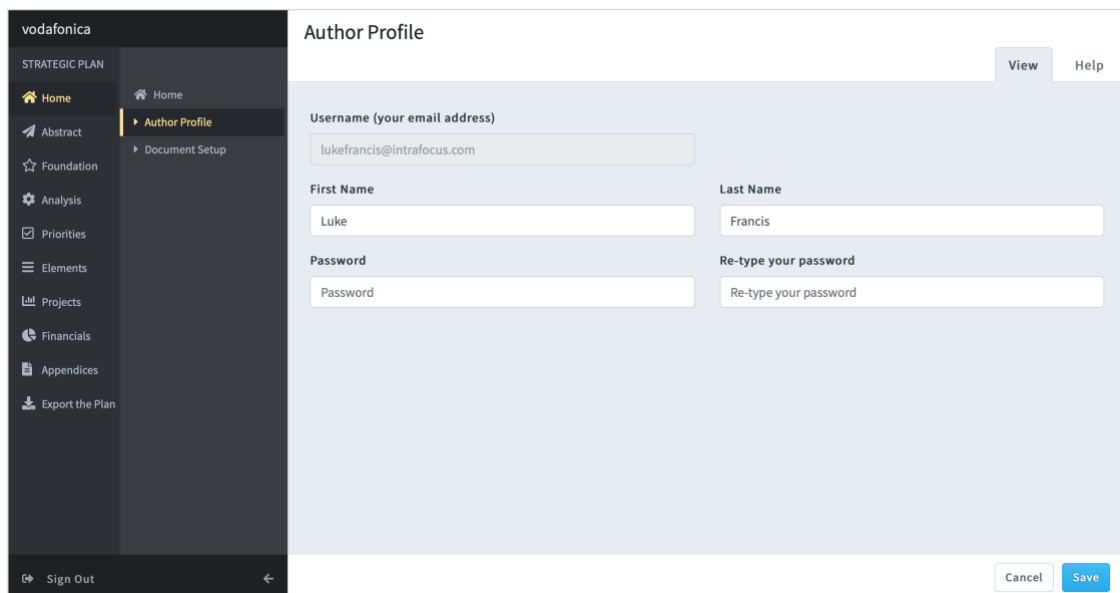 vodafonica
STRATEGIC PLAN
Home
Abstract
Foundation
Analysis
Priorities
Elements
Projects
Financials
Appendices
Export the Plan
Sign Out
Home
Author Profile
Document Setup
Author Profile
View Help
Username (your email address)
lukefrancis@intrafocus.com
First Name Last Name
Luke Francis
Password Re-type your password
Password Re-type your password
Cancel Save